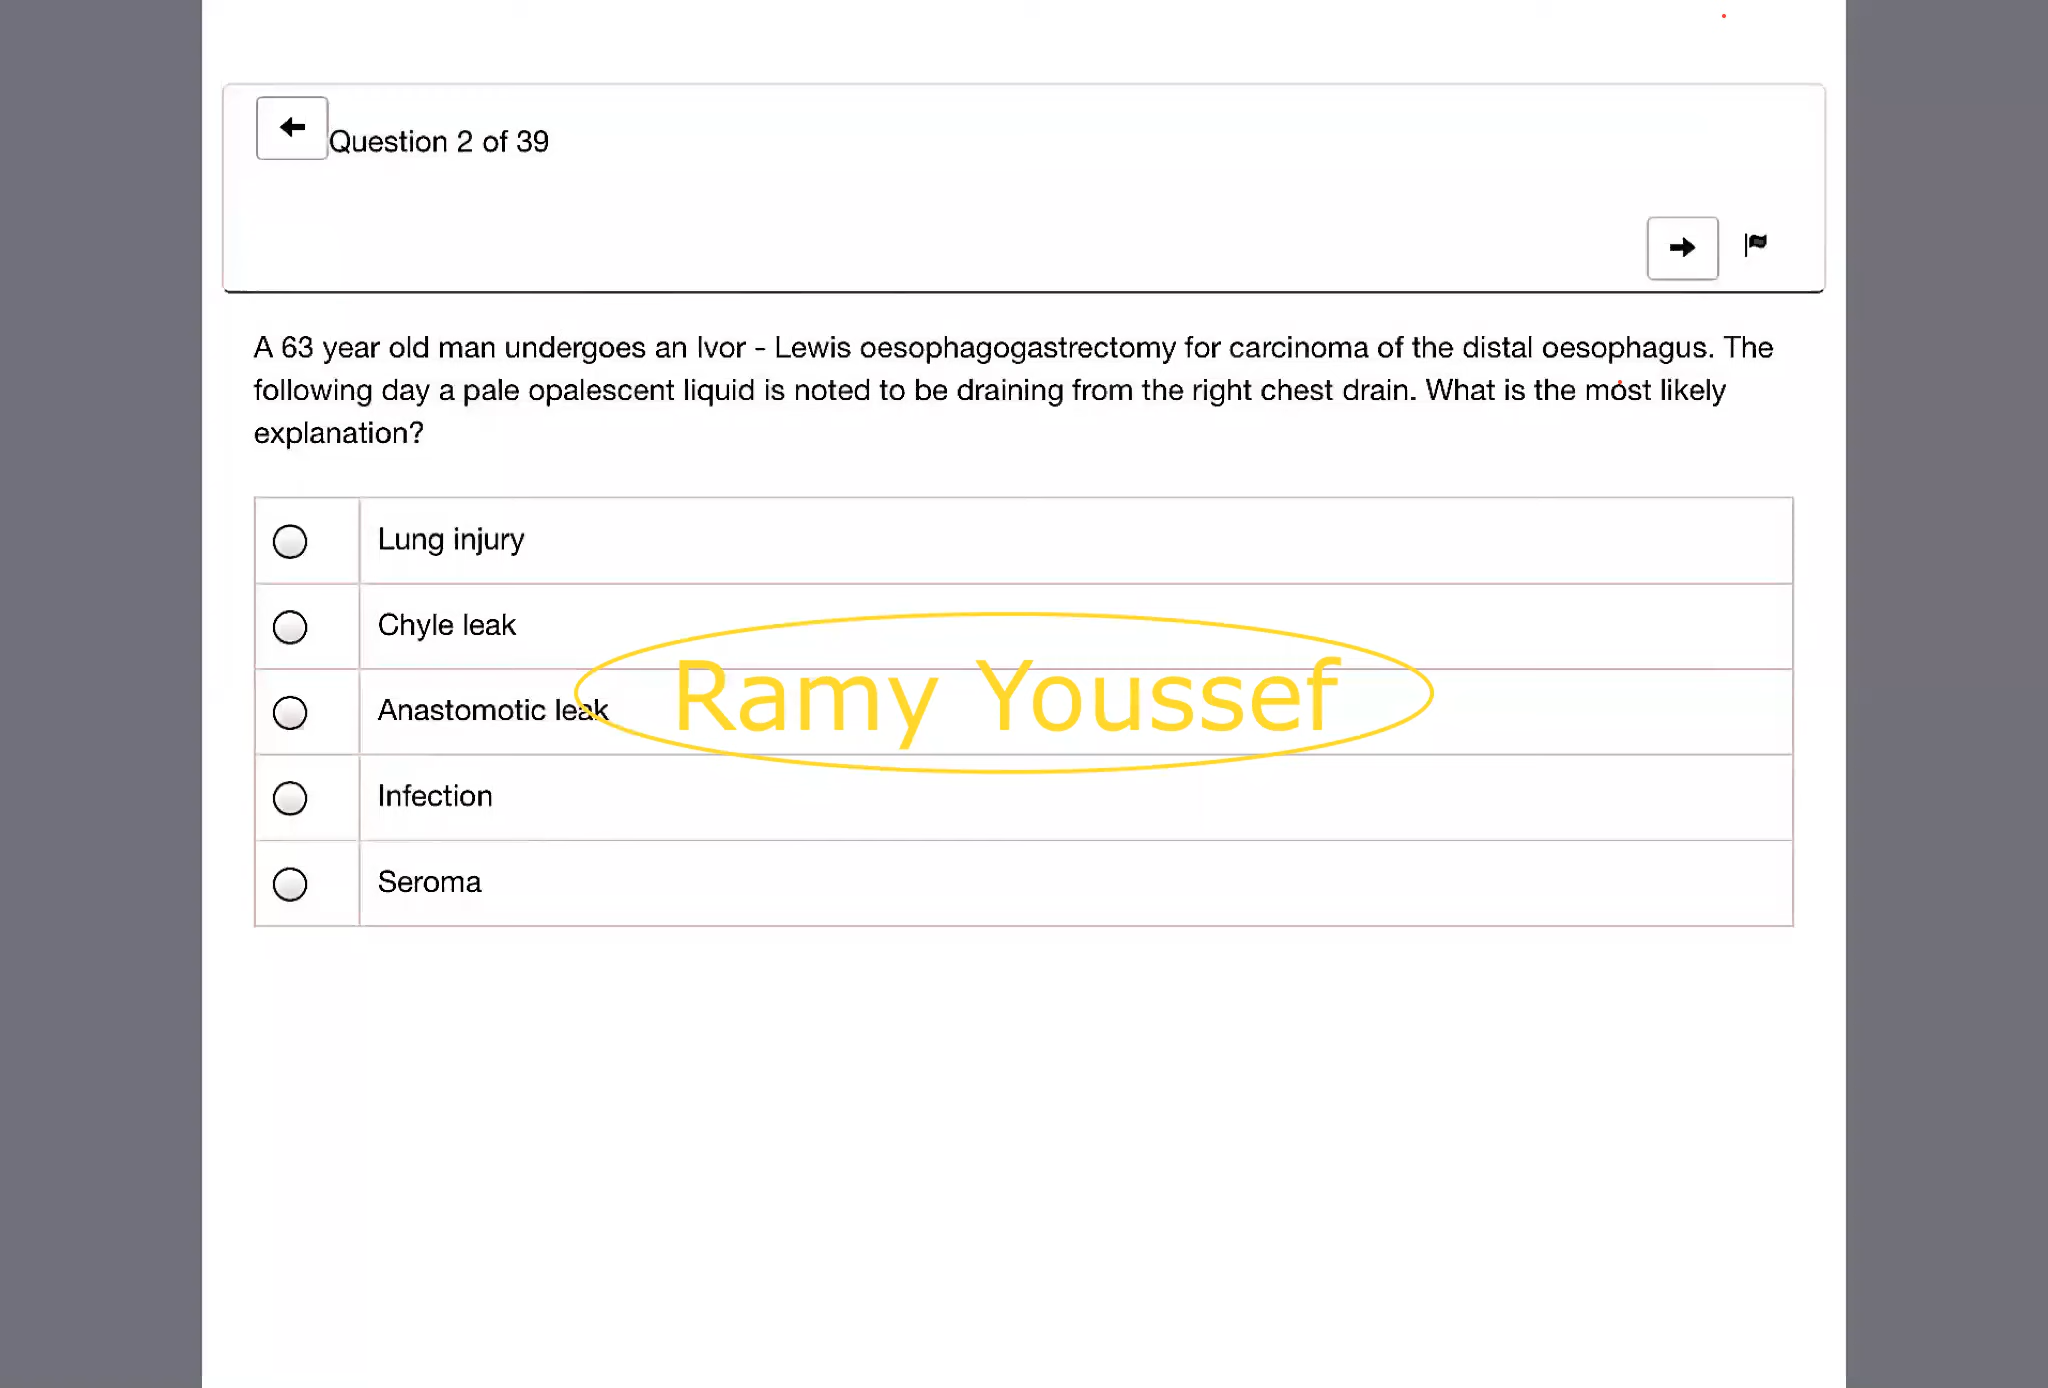 Question 2 of 39
A 63 year old man undergoes an Ivor - Lewis oesophagogastrectomy for carcinoma of the distal oesophagus. The
following day a pale opalescent liquid is noted to be draining from the right chest drain. What is the most likely
explanation?
Lung injury
Chyle leak
Anastomotic leak
Ramy Youssef
Infection
Seroma